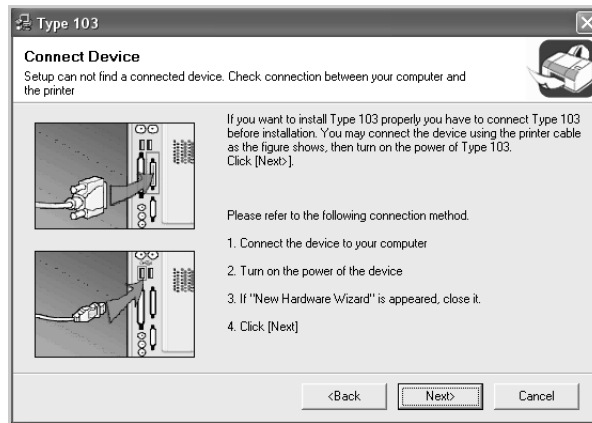 Type 103
Connect Device
Setup can not find a connected device. Check connection between your computer and
the printer
If you want to install Type 103 properly you have to connect Type 103
before installation. You may connect the device using the printer cable
as the figure shows, then turn on the power of Type 103.
Click [Next>].
Please refer to the following connection method.
1. Connect the device to your computer
2. Turn on the power of the device
3. If "New Hardware Wizard" is appeared, close it.
4. Click [Next]
<Back
Next>
Cancel